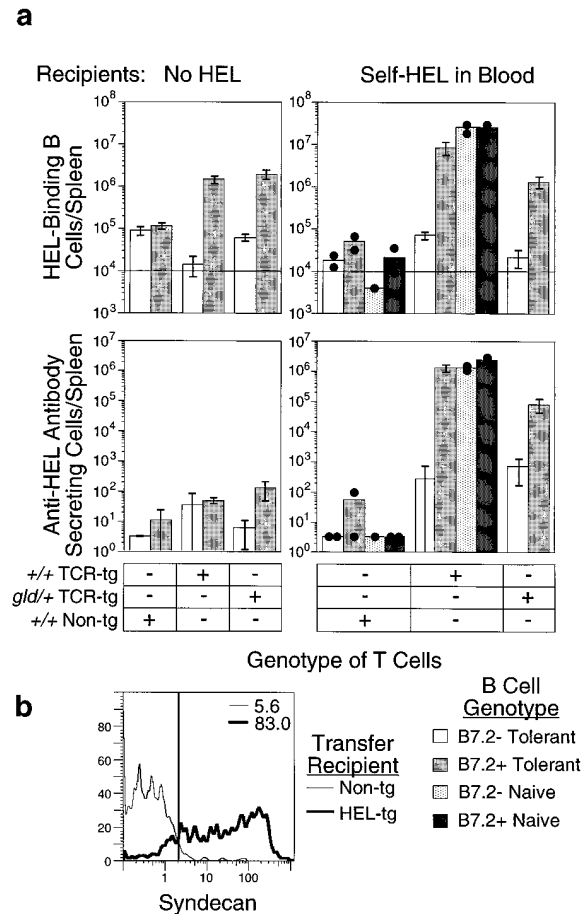 a
Recipients: No HEL
Self-HEL in Blood
HEL-Binding B
Cells/Spleen
10^8
10^7
10^6
10^5
10^4
10^3
10^8
10^7
10^6
10^5
10^4
10^3
Anti-HEL Antibody
Secreting Cells/Spleen
10^7
10^6
10^5
10^4
10^3
10^2
10^1
10^0
10^7
10^6
10^5
10^4
10^3
10^2
10^1
10^0
+/+ TCR-tg - + - - + -
gld/+ TCR-tg - - + - - +
+/+ Non-tg + - - + - -
Genotype of T Cells
b
80
60
40
20
0
5.6
83.0
1 10 100
Syndecan
Transfer
Recipient
Non-tg
HEL-tg
B Cell
Genotype
B7.2- Tolerant
B7.2+ Tolerant
B7.2- Naive
B7.2+ Naive